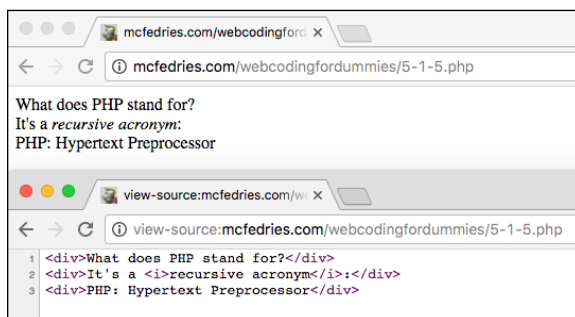 mcfedries.com/webcodingford
mcfedries.com/webcodingfordummies/5-1-5.php
What does PHP stand for?
It's a recursive acronym:
PHP: Hypertext Preprocessor
view-source:mcfedries.com/w
view-source:mcfedries.com/webcodingfordummies/5-1-5.php
1 <div>What does PHP stand for?</div>
2 <div>It's a <i>recursive acronym</i>:</div>
3 <div>PHP: Hypertext Preprocessor</div>